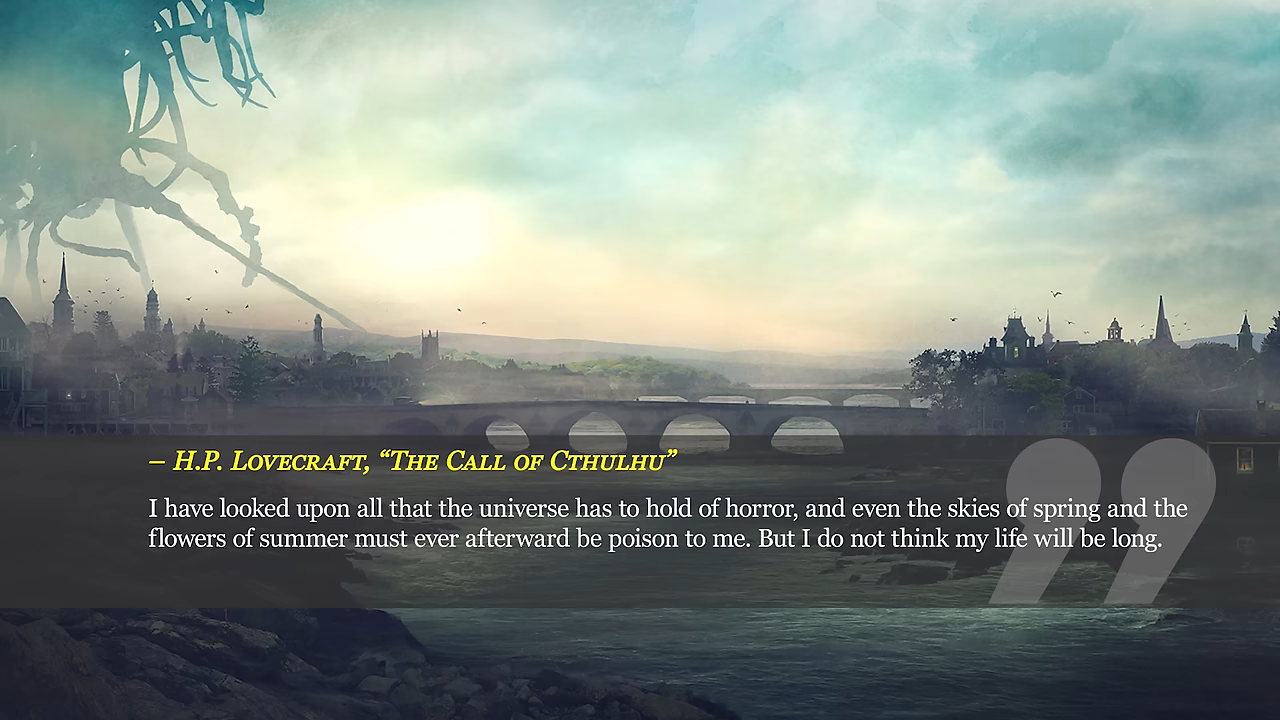 – H.P. Lovecraft, “The Call of Cthulhu”
I have looked upon all that the universe has to hold of horror, and even the skies of spring and the
flowers of summer must ever afterward be poison to me. But I do not think my life will be long.
”